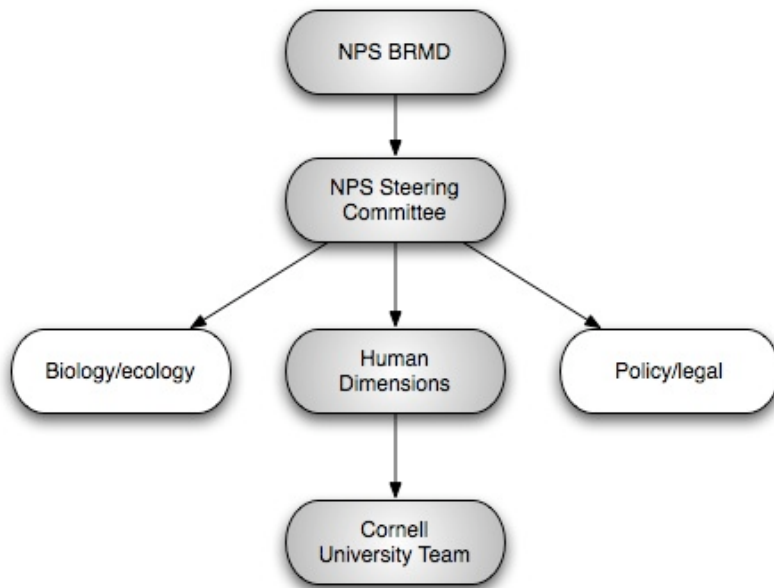 NPS BRMD
NPS Steering
Committee
Biology/ecology
Human
Dimensions
Policy/legal
Cornell
University Team